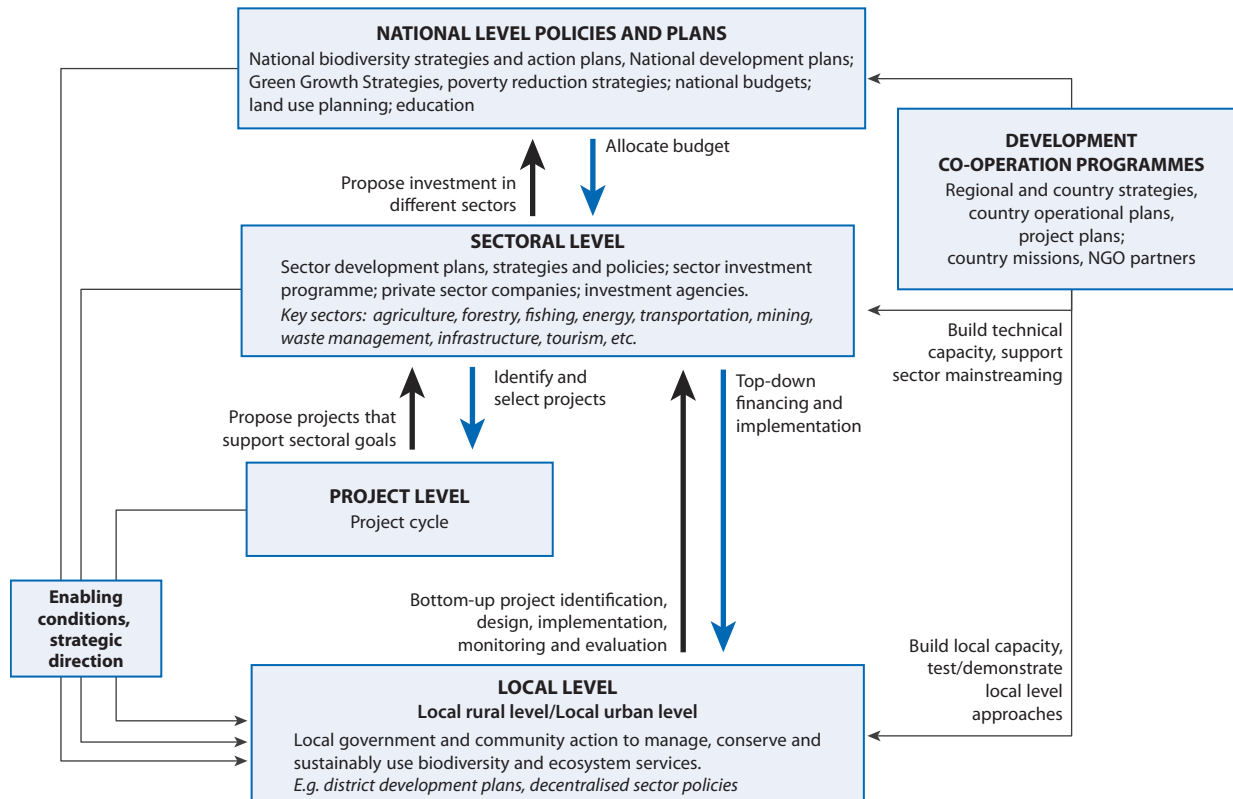 NATIONAL LEVEL POLICIES AND PLANS
National biodiversity strategies and action plans, National development plans;
Green Growth Strategies, poverty reduction strategies; national budgets;
land use planning; education
DEVELOPMENT
CO-OPERATION PROGRAMMES
Regional and country strategies,
country operational plans,
project plans;
country missions, NGO partners
Allocate budget
Propose investment in
different sectors
SECTORAL LEVEL
Sector development plans, strategies and policies; sector investment
programme; private sector companies; investment agencies.
Key sectors: agriculture, forestry, fishing, energy, transportation, mining,
waste management, infrastructure, tourism, etc.
Build technical
capacity, support
sector mainstreaming
Identify and
select projects
Top-down
financing and
implementation
Propose projects that
support sectoral goals
PROJECT LEVEL
Project cycle
Enabling
conditions,
strategic
direction
Bottom-up project identification,
design, implementation,
monitoring and evaluation
Build local capacity,
test/demonstrate
local level
approaches
LOCAL LEVEL
Local rural level/Local urban level
Local government and community action to manage, conserve and
sustainably use biodiversity and ecosystem services.
E.g. district development plans, decentralised sector policies